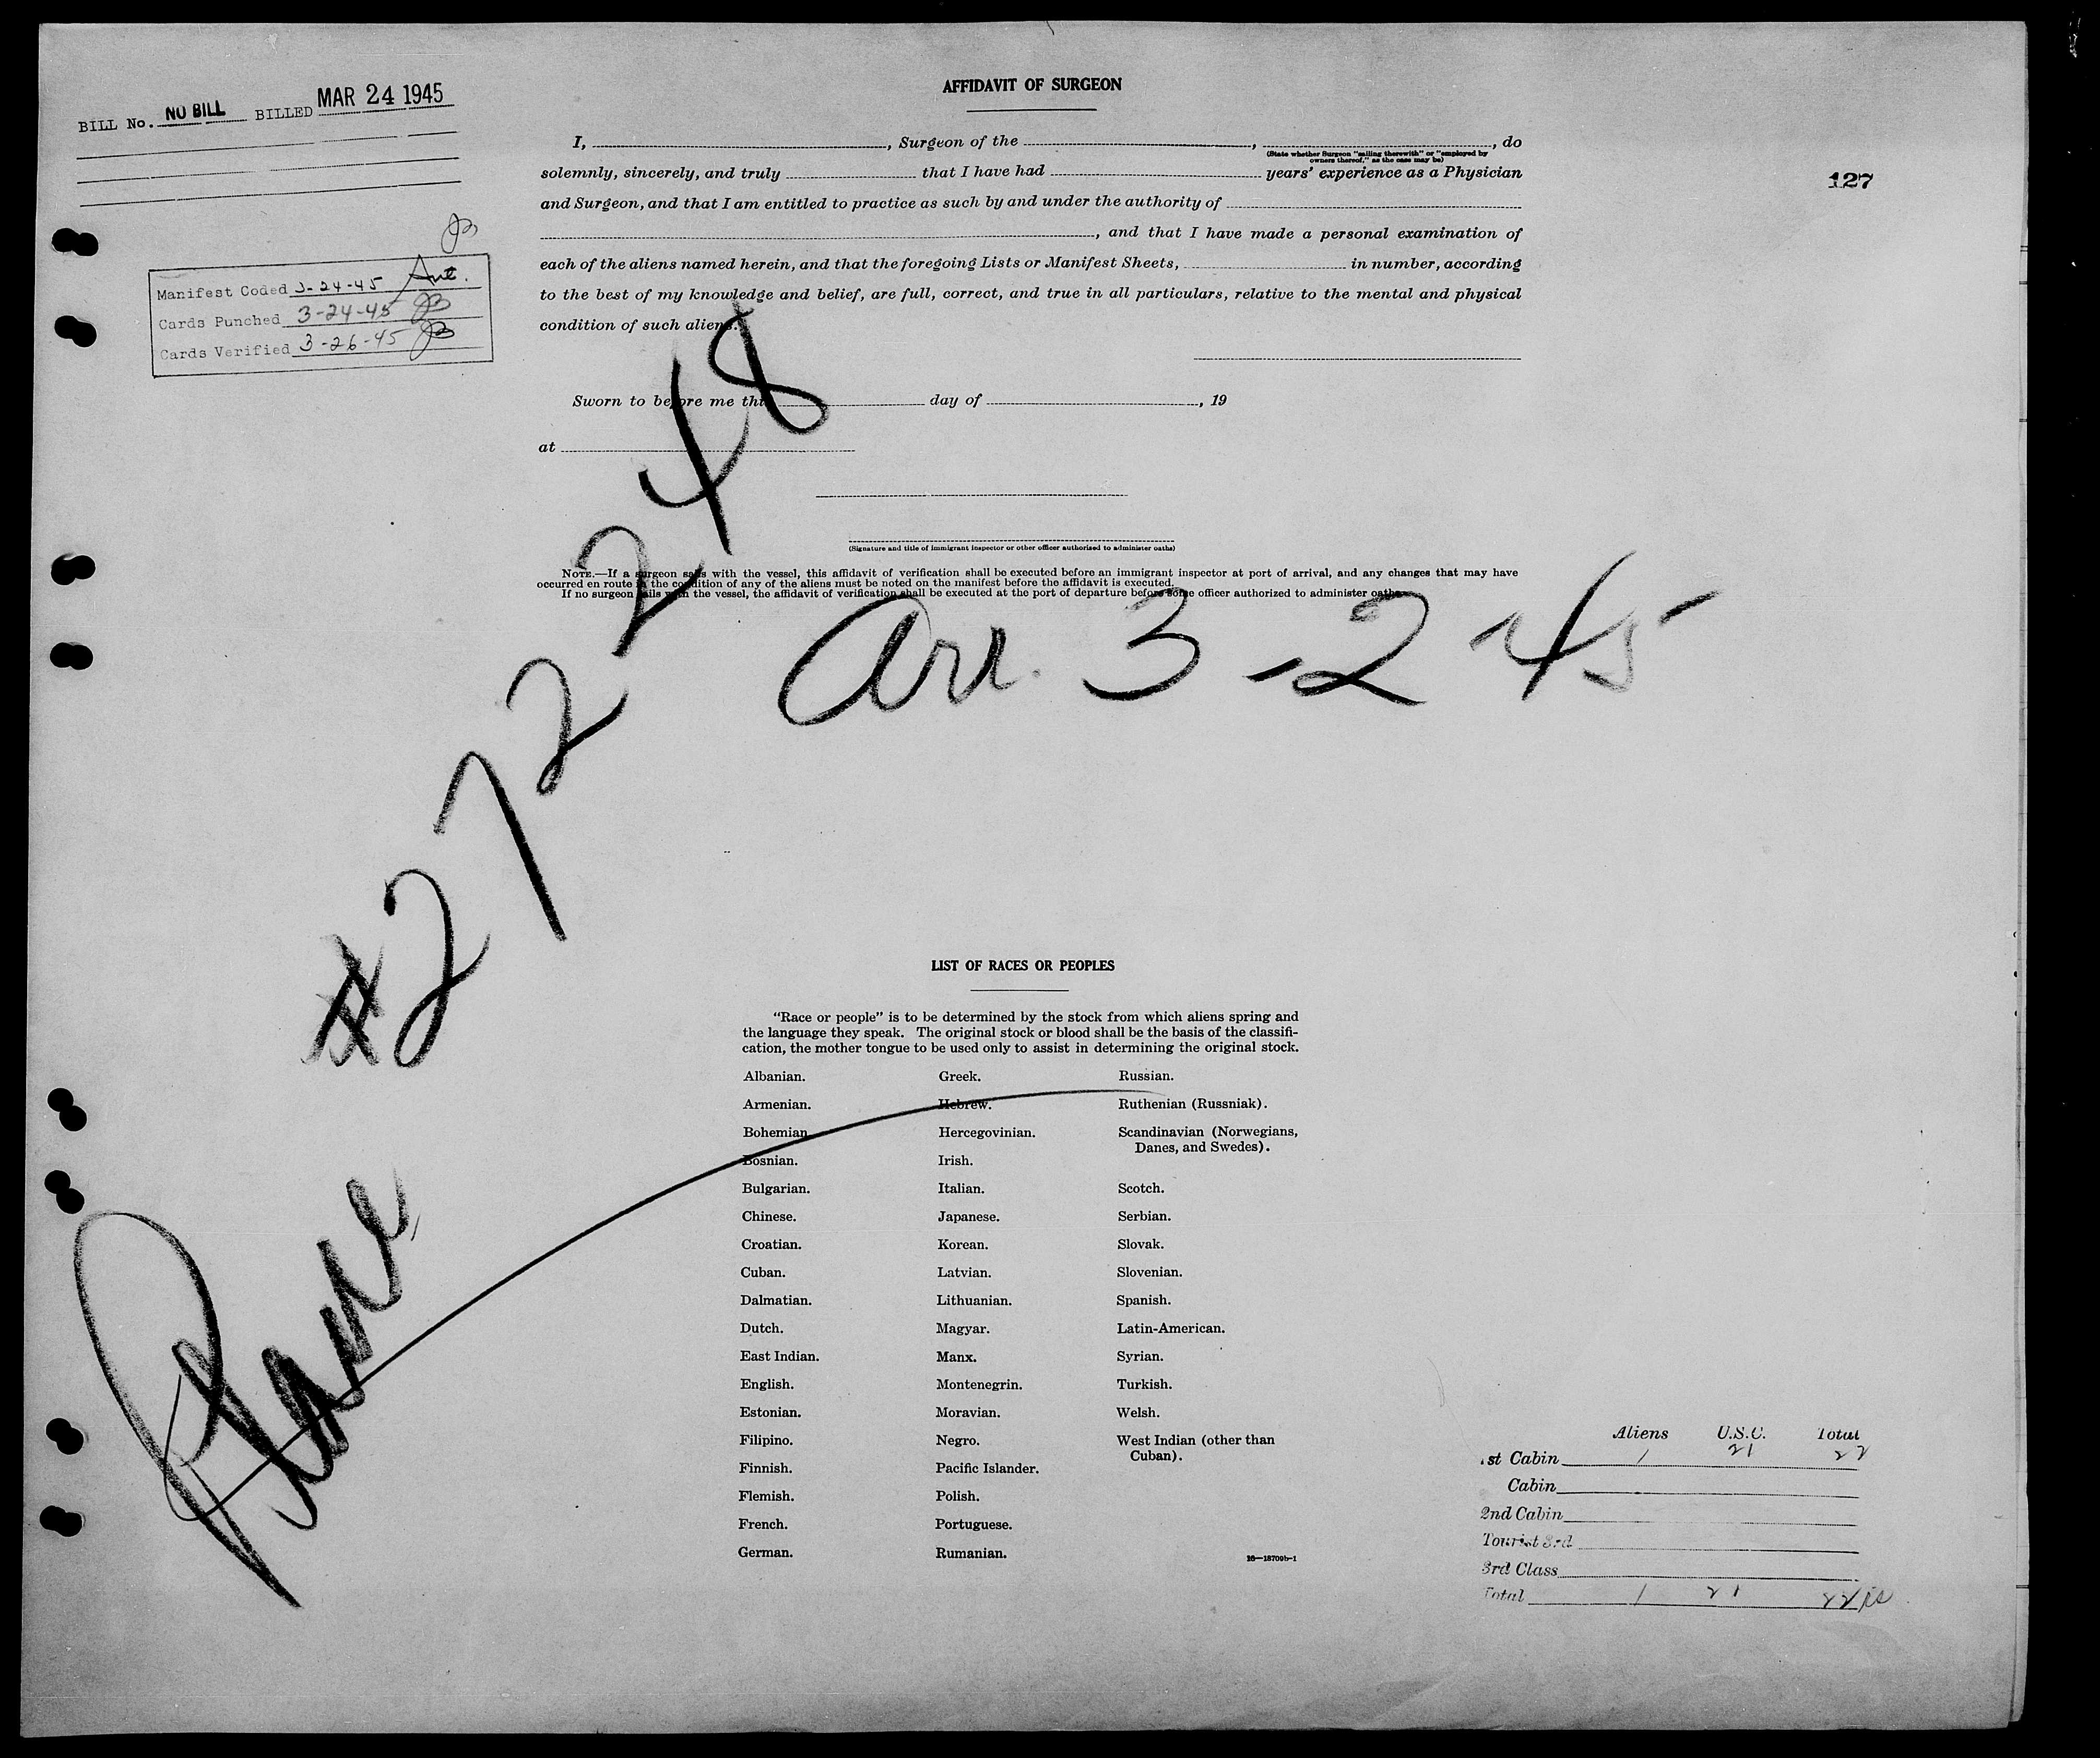 BILL No. NO BILL BILLED MAR 24 1945
Manifest Coded 3-24-45 Ant.
Cards Punched 3-24-45 JB
Cards Verified 3-26-45 JB
127
AFFIDAVIT OF SURGEON
I, , Surgeon of the , , do
(State whether Surgeon "sailing therewith" or "employed by
owners thereof," as the case may be)
solemnly, sincerely, and truly that I have had years' experience as a Physician
and Surgeon, and that I am entitled to practice as such by and under the authority of
, and that I have made a personal examination of
each of the aliens named herein, and that the foregoing Lists or Manifest Sheets, in number, according
to the best of my knowledge and belief, are full, correct, and true in all particulars, relative to the mental and physical
condition of such aliens.
Sworn to before me this day of , 19
at
(Signature and title of immigrant inspector or other officer authorized to administer oaths)
NOTE.—If a surgeon sails with the vessel, this affidavit of verification shall be executed before an immigrant inspector at port of arrival, and any changes that may have
occurred en route in the condition of any of the aliens must be noted on the manifest before the affidavit is executed.
If no surgeon sails with the vessel, the affidavit of verification shall be executed at the port of departure before some officer authorized to administer oaths.
Plane #272248
Arr. 3-2-45
LIST OF RACES OR PEOPLES
"Race or people" is to be determined by the stock from which aliens spring and
the language they speak. The original stock or blood shall be the basis of the classifi-
cation, the mother tongue to be used only to assist in determining the original stock.
Albanian. Greek. Russian.
Armenian. Hebrew. Ruthenian (Russniak).
Bohemian. Hercegovinian. Scandinavian (Norwegians,
Danes, and Swedes).
Bosnian. Irish.
Bulgarian. Italian. Scotch.
Chinese. Japanese. Serbian.
Croatian. Korean. Slovak.
Cuban. Latvian. Slovenian.
Dalmatian. Lithuanian. Spanish.
Dutch. Magyar. Latin-American.
East Indian. Manx. Syrian.
English. Montenegrin. Turkish.
Estonian. Moravian. Welsh.
Filipino. Negro. West Indian (other than
Cuban).
Finnish. Pacific Islander.
Flemish. Polish.
French. Portuguese.
German. Rumanian.
16—18709b-1
Aliens U.S.C. Total
1st Cabin 1 21 22
Cabin
2nd Cabin
Tourist 3rd
3rd Class
Total 1 21 22